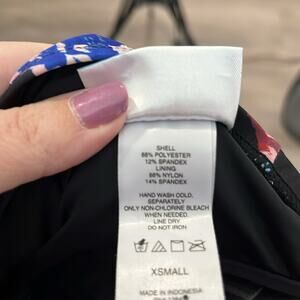 SHELL
88% POLYESTER
12% SPANDEX
LINING
86% NYLON
14% SPANDEX
HAND WASH COLD,
SEPARATELY
ONLY NON-CHLORINE BLEACH
WHEN NEEDED
LINE DRY
DO NOT IRON
XSMALL
MADE IN INDONESIA